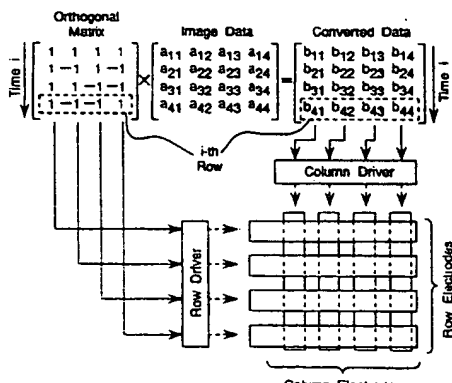 Orthogonal Matrix
Image Data
Converted Data
Time i
1 1 1 1
1 -1 1 -1
1 1 -1 -1
1 -1 -1 1
×
a11 a12 a13 a14
a21 a22 a23 a24
a31 a32 a33 a34
a41 a42 a43 a44
=
b11 b12 b13 b14
b21 b22 b23 b24
b31 b32 b33 b34
b41 b42 b43 b44
Time i
i-th Row
Column Driver
Row Driver
Row Electrodes